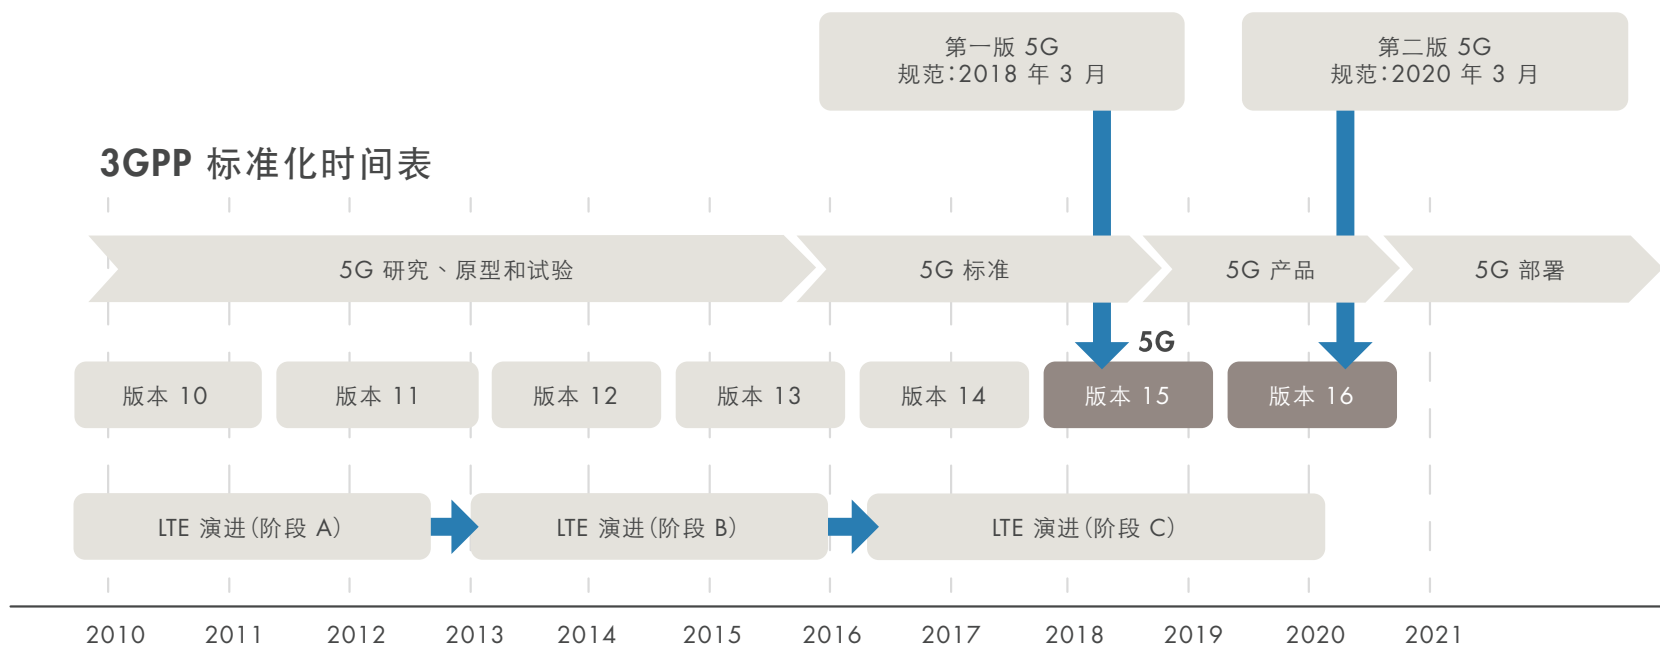 第一版 5G
规范:2018 年 3 月
第二版 5G
规范:2020 年 3 月
3GPP 标准化时间表
5G 研究、原型和试验
5G 标准
5G 产品
5G 部署
5G
版本 10
版本 11
版本 12
版本 13
版本 14
版本 15
版本 16
LTE 演进(阶段 A)
LTE 演进(阶段 B)
LTE 演进(阶段 C)
2010 2011 2012 2013 2014 2015 2016 2017 2018 2019 2020 2021